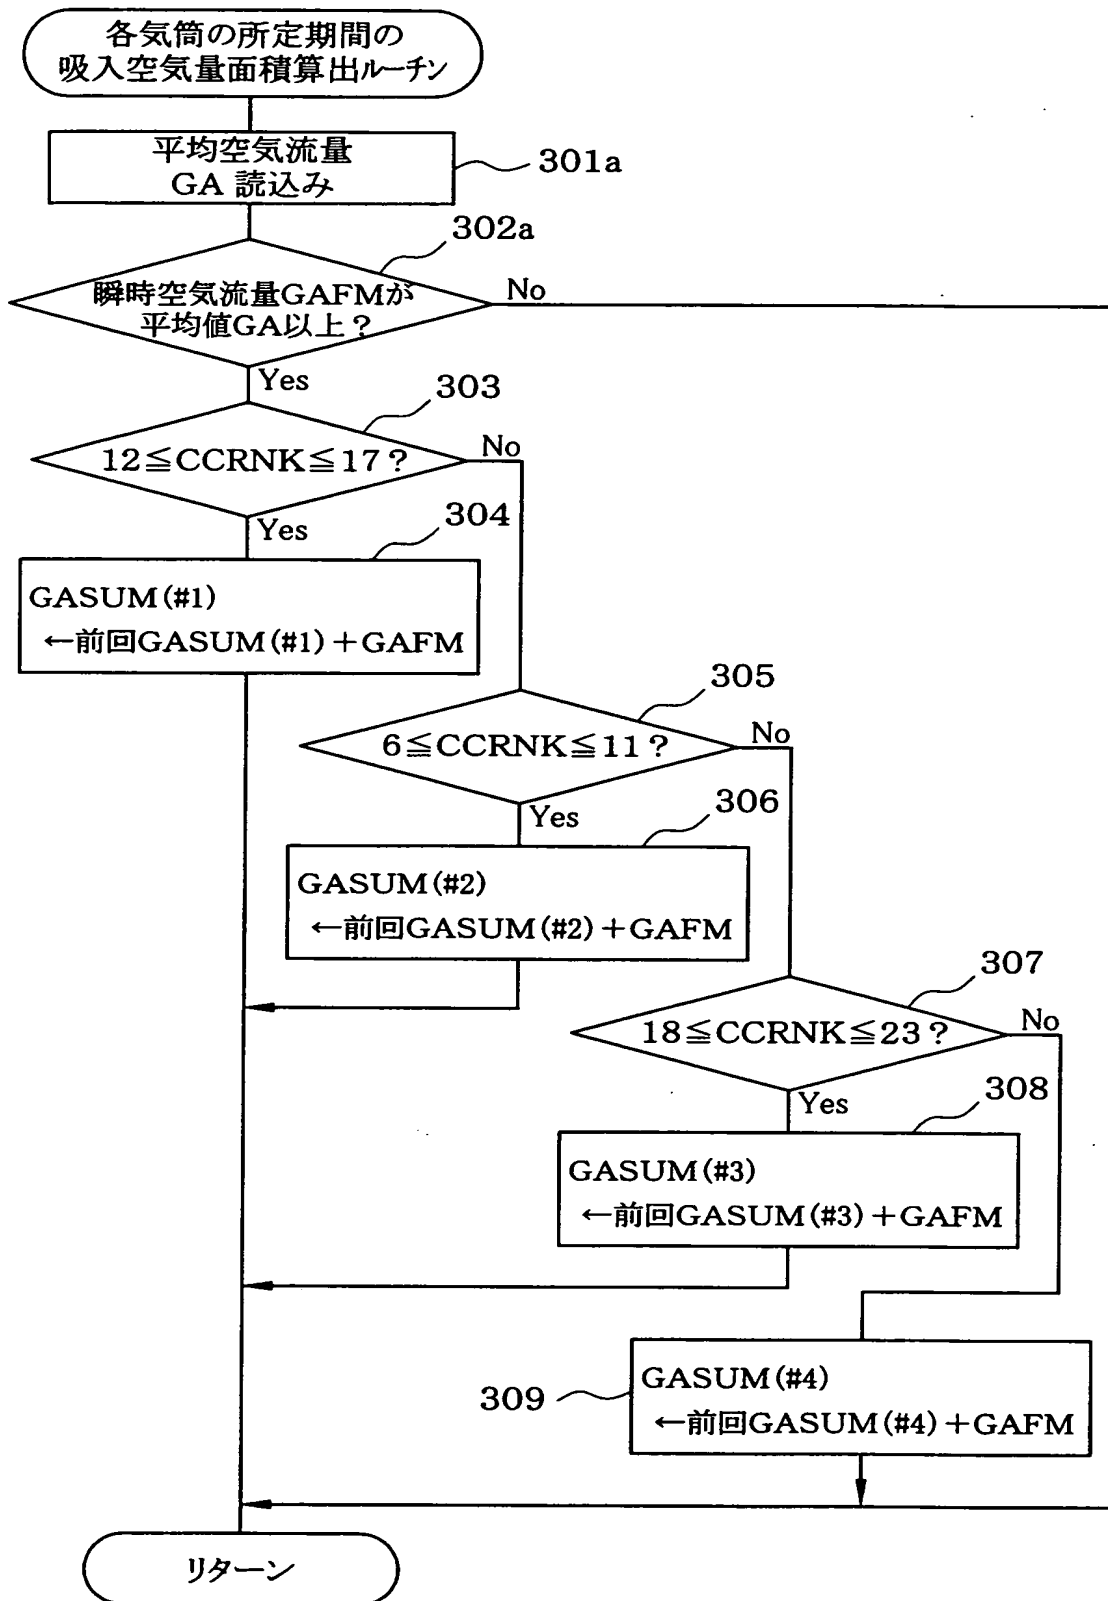 各気筒の所定期間の
吸入空気量面積算出ルーチン
平均空気流量
GA 読込み
301a
302a
瞬時空気流量GAFMが
平均値GA以上？
No
Yes
303
12≦CCRNK≦17？
No
Yes
304
GASUM(#1)
←前回GASUM(#1)+GAFM
305
6≦CCRNK≦11？
No
Yes
306
GASUM(#2)
←前回GASUM(#2)+GAFM
307
18≦CCRNK≦23？
No
Yes
308
GASUM(#3)
←前回GASUM(#3)+GAFM
309
GASUM(#4)
←前回GASUM(#4)+GAFM
リターン